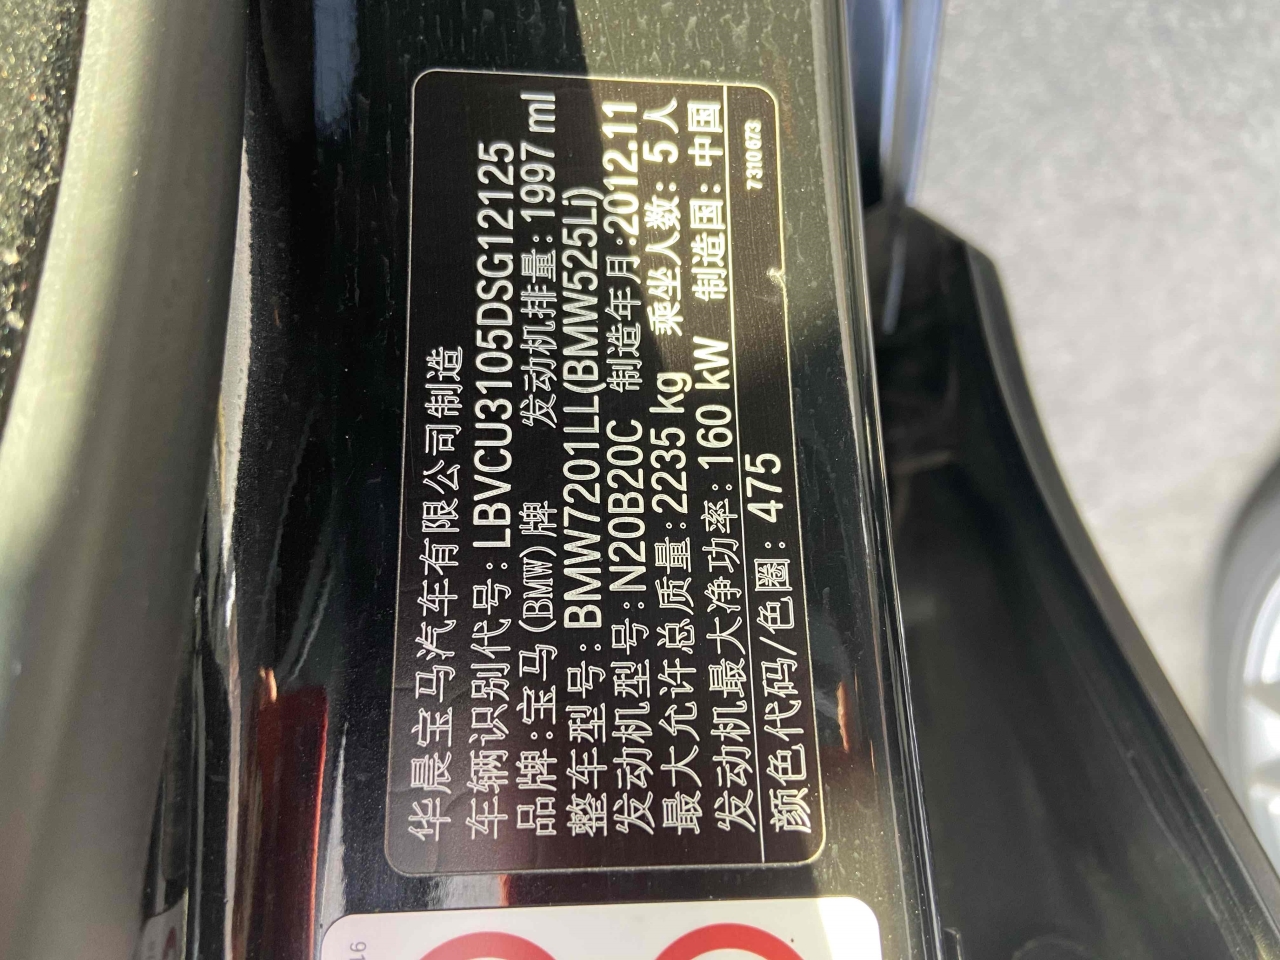 华晨宝马汽车有限公司制造
车辆识别代号:LBVCU3105DSG12125
品牌:宝马(BMW)牌 发动机排量:1997 ml
整车型号:BMW7201LL(BMW525Li)
发动机型号:N20B20C 制造年月:2012.11
最大允许总质量:2235 kg 乘坐人数:5人
发动机最大净功率:160 kW 制造国:中国
颜色代码/色圈:475
7310673
91